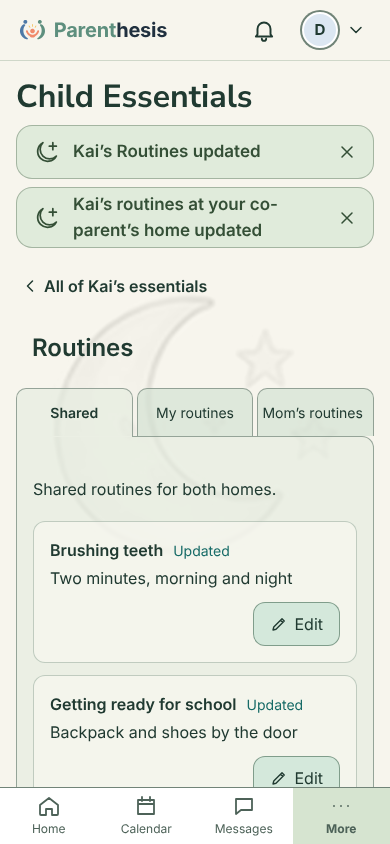 Parenthesis
D
Child Essentials
Kai’s Routines updated
Kai’s routines at your co-
parent’s home updated
All of Kai’s essentials
Routines
Shared
My routines
Mom’s routines
Shared routines for both homes.
Brushing teeth Updated
Two minutes, morning and night
Edit
Getting ready for school Updated
Backpack and shoes by the door
Edit
Home
Calendar
Messages
More